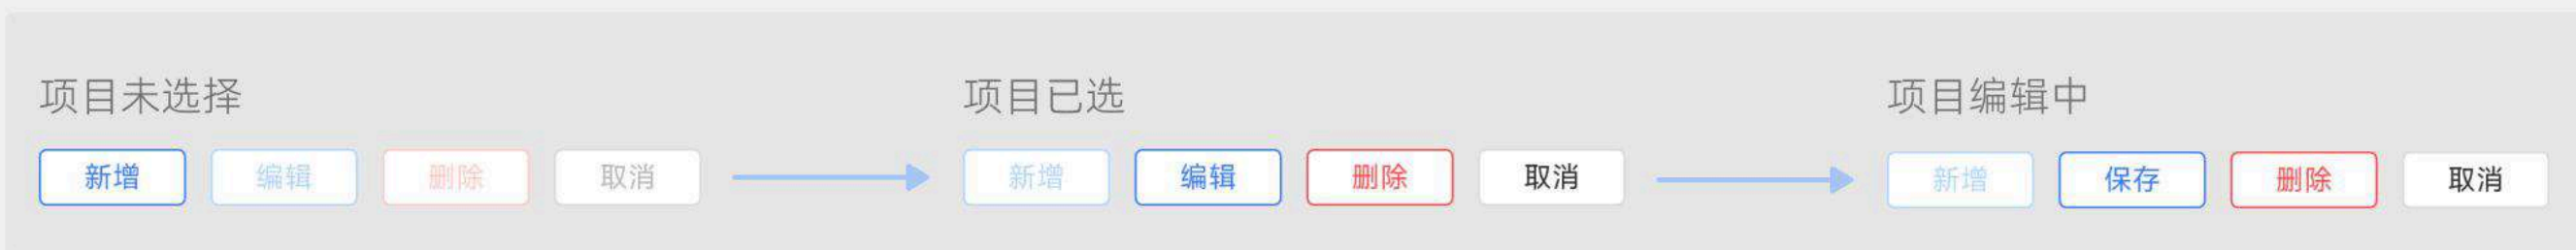 项目未选择
新增 编辑 删除 取消
项目已选
新增 编辑 删除 取消
项目编辑中
新增 保存 删除 取消